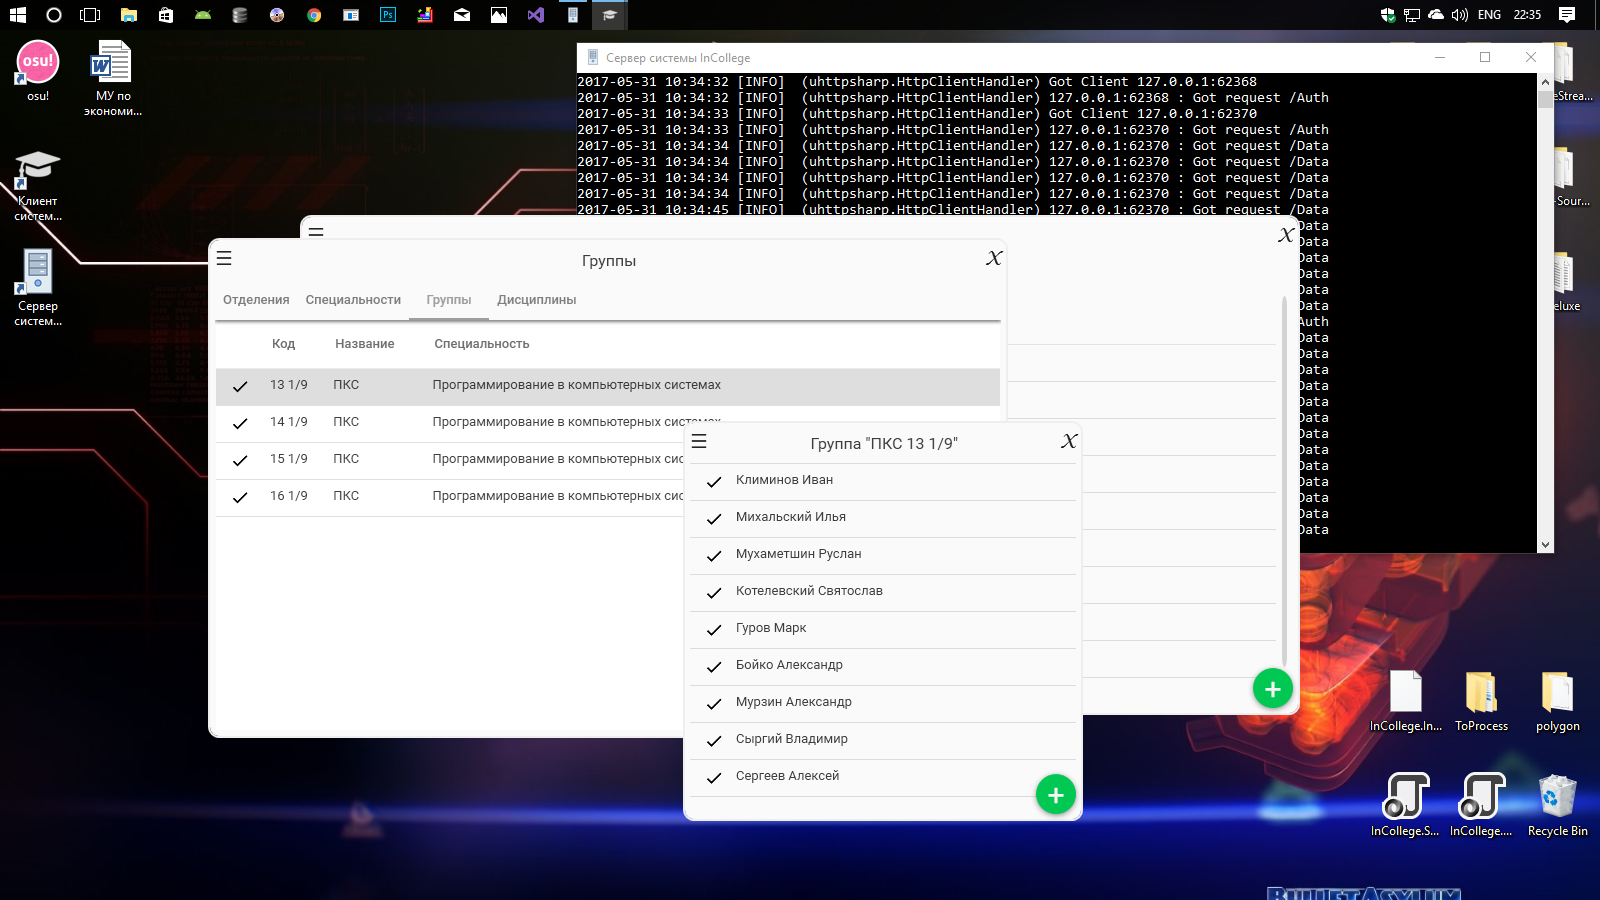 ENG 22:35
osu!
osu!
МУ по
экономи...
Клиент
систем...
Сервер
систем...
Сервер системы InCollege
2017-05-31 10:34:32 [INFO] (uhttpsharp.HttpClientHandler) Got Client 127.0.0.1:62368
2017-05-31 10:34:32 [INFO] (uhttpsharp.HttpClientHandler) 127.0.0.1:62368 : Got request /Auth
2017-05-31 10:34:33 [INFO] (uhttpsharp.HttpClientHandler) Got Client 127.0.0.1:62370
2017-05-31 10:34:33 [INFO] (uhttpsharp.HttpClientHandler) 127.0.0.1:62370 : Got request /Auth
2017-05-31 10:34:34 [INFO] (uhttpsharp.HttpClientHandler) 127.0.0.1:62370 : Got request /Data
2017-05-31 10:34:34 [INFO] (uhttpsharp.HttpClientHandler) 127.0.0.1:62370 : Got request /Data
2017-05-31 10:34:34 [INFO] (uhttpsharp.HttpClientHandler) 127.0.0.1:62370 : Got request /Data
2017-05-31 10:34:34 [INFO] (uhttpsharp.HttpClientHandler) 127.0.0.1:62370 : Got request /Data
2017-05-31 10:34:45 [INFO] (uhttpsharp.HttpClientHandler) 127.0.0.1:62370 : Got request /Data
Data
Data
Data
Data
Data
Data
Auth
Data
Data
Data
Data
Data
Data
Data
Data
Data
Data
Data
Data
Data
eStrea...
-Sour...
eluxe
Группы
Отделения Специальности Группы Дисциплины
Код Название Специальность
13 1/9 ПКС Программирование в компьютерных системах
14 1/9 ПКС Программирование в компьютерных системах
15 1/9 ПКС Программирование в компьютерных сис
16 1/9 ПКС Программирование в компьютерных сис
Группа "ПКС 13 1/9"
Климинов Иван
Михальский Илья
Мухаметшин Руслан
Котелевский Святослав
Гуров Марк
Бойко Александр
Мурзин Александр
Сыргий Владимир
Сергеев Алексей
InCollege.In...
ToProcess
polygon
InCollege.S...
InCollege....
Recycle Bin
BulletAsylum